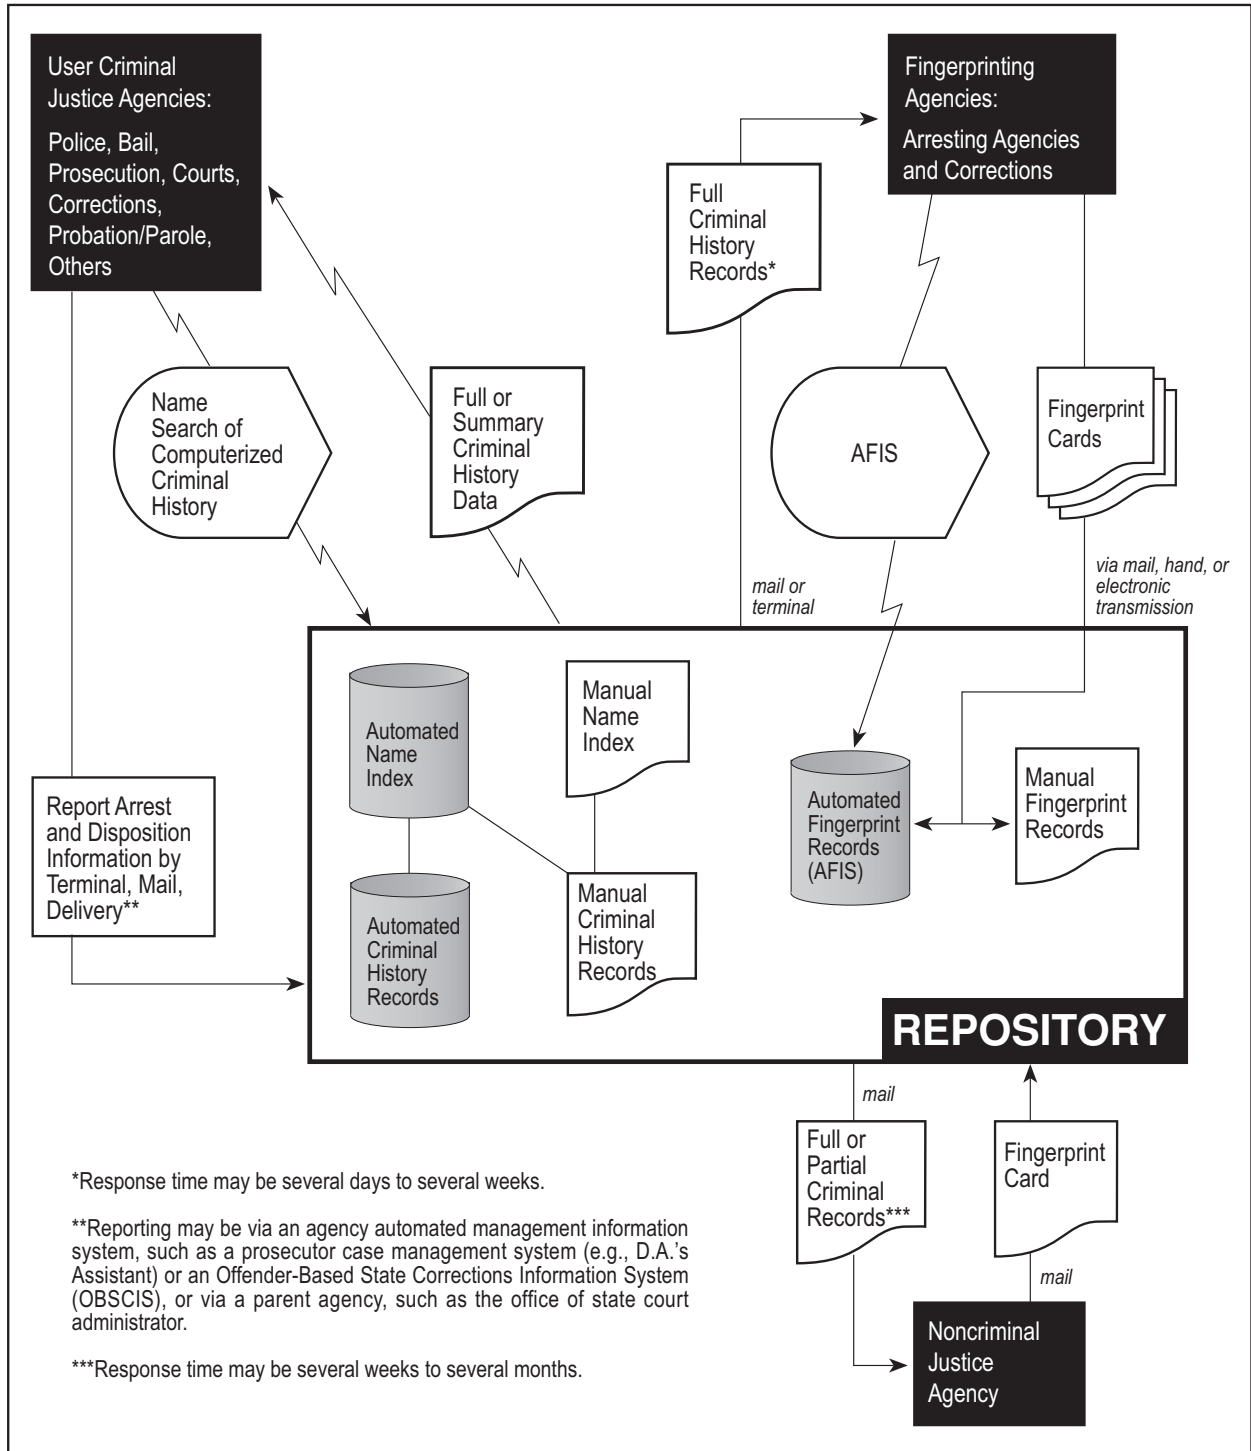 User Criminal
Justice Agencies:
Police, Bail,
Prosecution, Courts,
Corrections,
Probation/Parole,
Others
Fingerprinting
Agencies:
Arresting Agencies
and Corrections
Full
Criminal
History
Records*
Name
Search of
Computerized
Criminal
History
Full or
Summary
Criminal
History
Data
AFIS
Fingerprint
Cards
mail or
terminal
via mail, hand, or
electronic
transmission
Automated
Name
Index
Manual
Name
Index
Automated
Fingerprint
Records
(AFIS)
Manual
Fingerprint
Records
Report Arrest
and Disposition
Information by
Terminal, Mail,
Delivery**
Automated
Criminal
History
Records
Manual
Criminal
History
Records
REPOSITORY
mail
Full or
Partial
Criminal
Records***
Fingerprint
Card
mail
Noncriminal
Justice
Agency
*Response time may be several days to several weeks.
**Reporting may be via an agency automated management information
system, such as a prosecutor case management system (e.g., D.A.'s
Assistant) or an Offender-Based State Corrections Information System
(OBSCIS), or via a parent agency, such as the office of state court
administrator.
***Response time may be several weeks to several months.